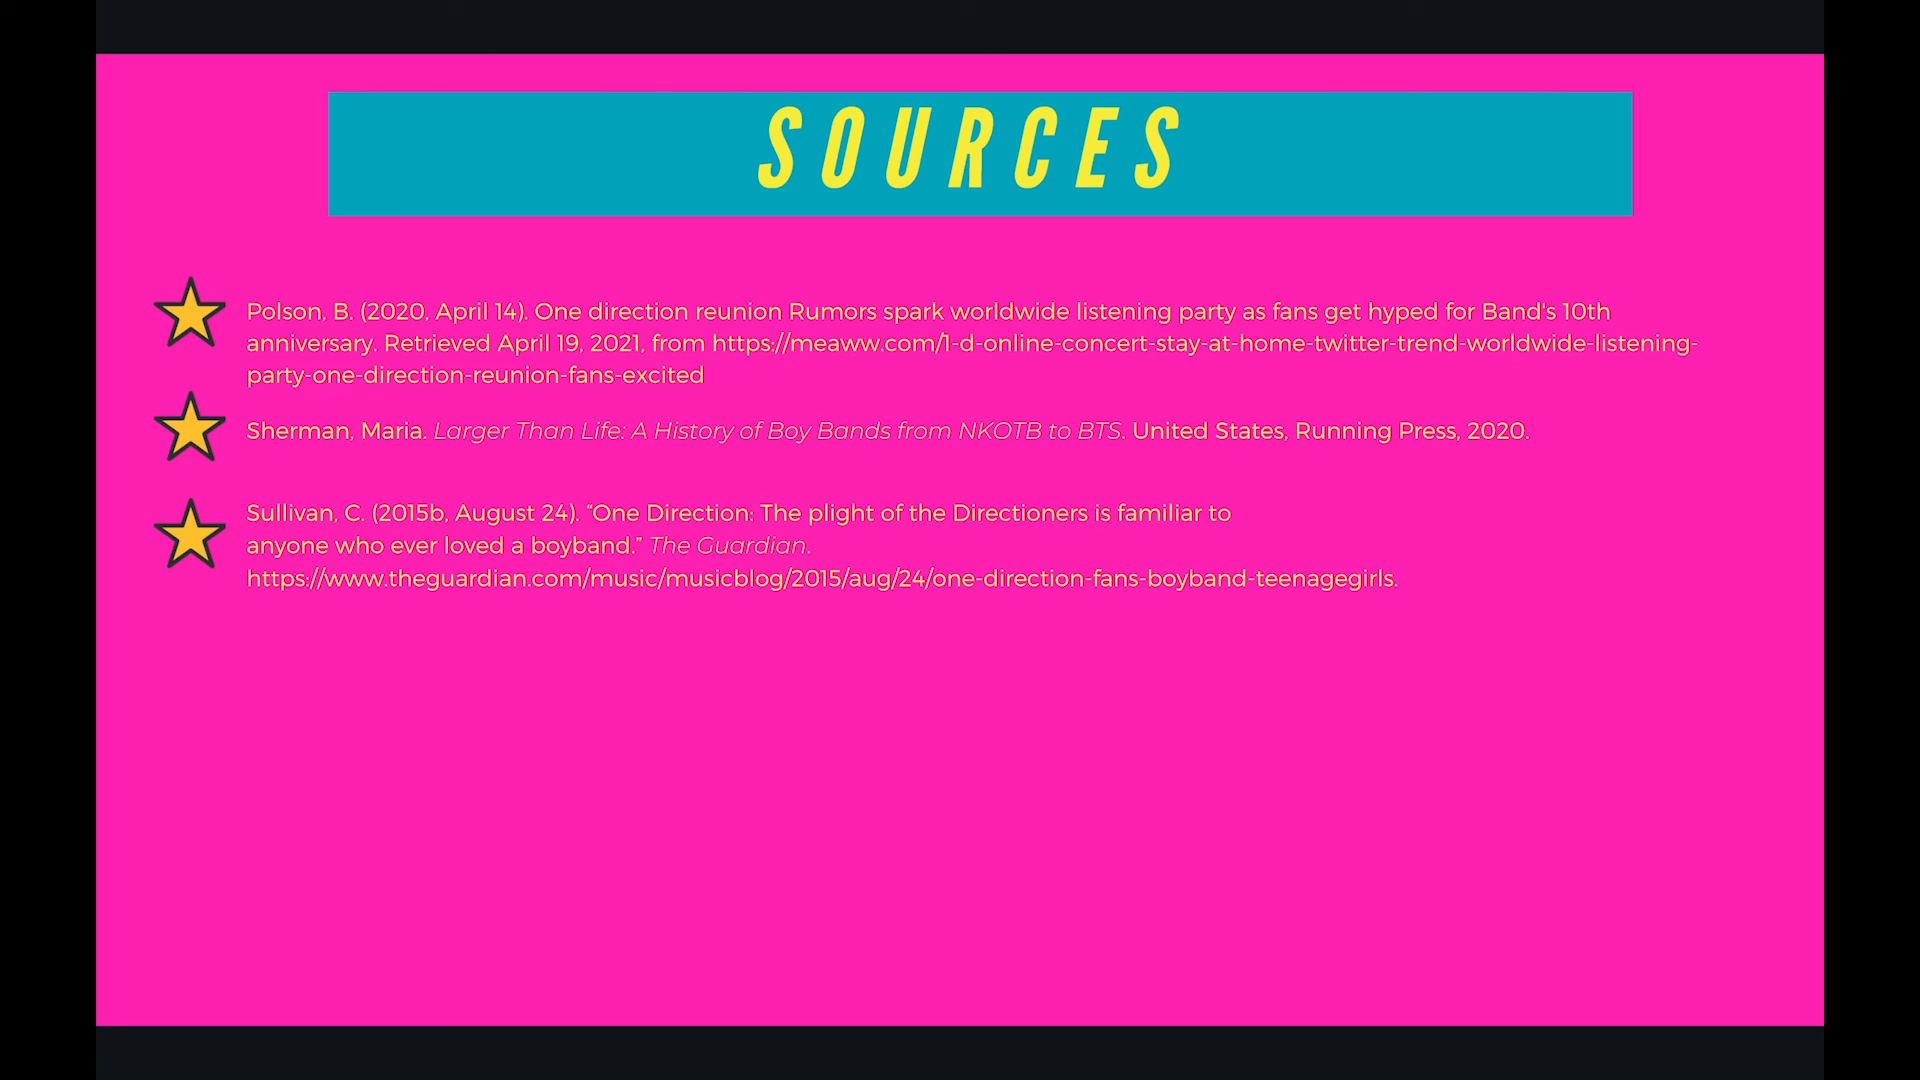 SOURCES
Polson, B. (2020, April 14). One direction reunion Rumors spark worldwide listening party as fans get hyped for Band's 10th
anniversary. Retrieved April 19, 2021, from https://meaww.com/1-d-online-concert-stay-at-home-twitter-trend-worldwide-listening-
party-one-direction-reunion-fans-excited
Sherman, Maria. Larger Than Life: A History of Boy Bands from NKOTB to BTS. United States, Running Press, 2020.
Sullivan, C. (2015b, August 24). “One Direction: The plight of the Directioners is familiar to
anyone who ever loved a boyband.” The Guardian.
https://www.theguardian.com/music/musicblog/2015/aug/24/one-direction-fans-boyband-teenagegirls.